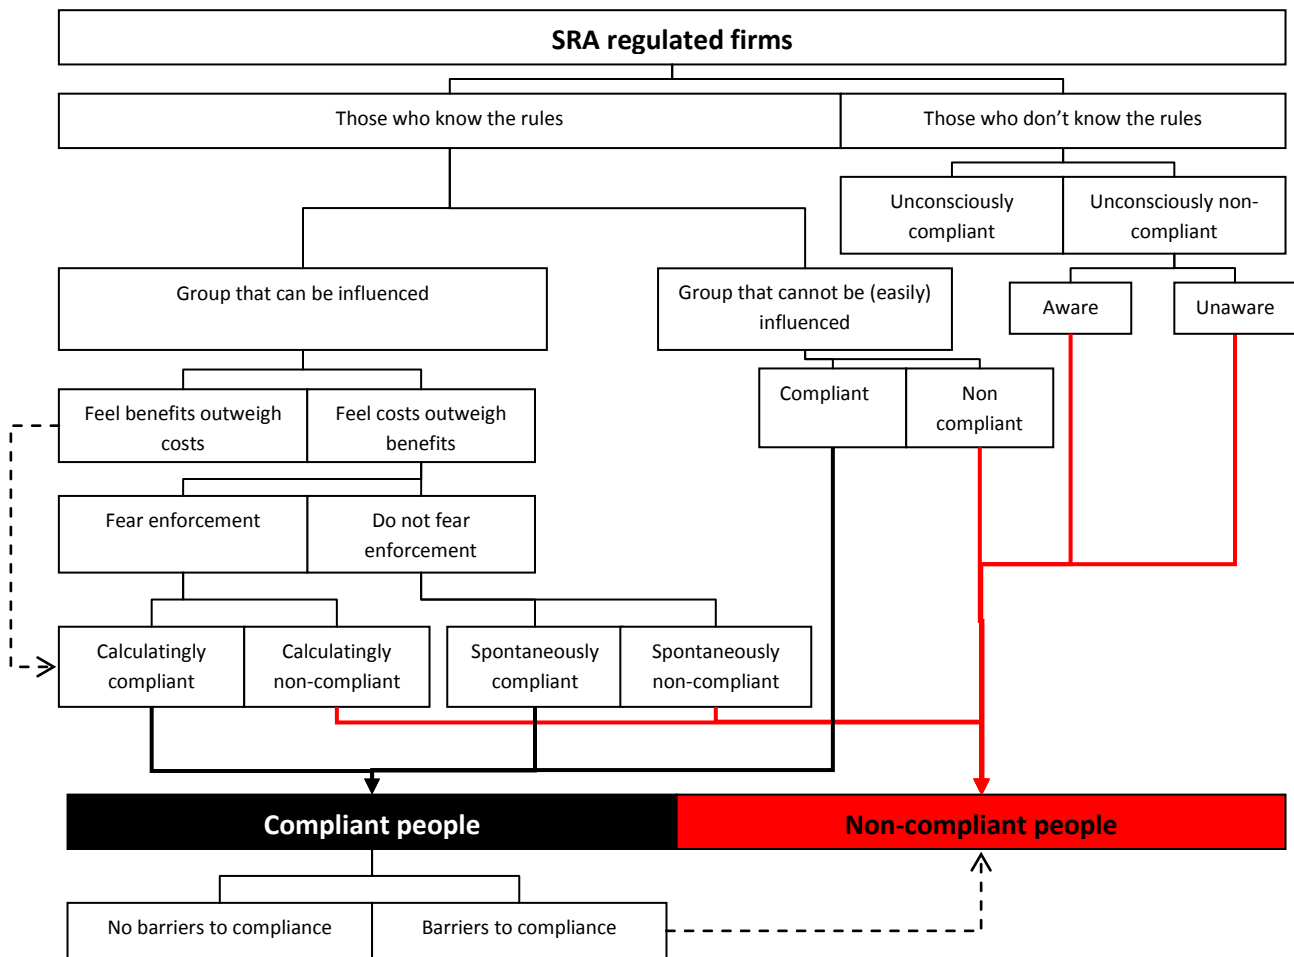 SRA regulated firms
Those who know the rules
Those who don’t know the rules
Unconsciously
compliant
Unconsciously non-
compliant
Group that can be influenced
Group that cannot be (easily)
influenced
Aware
Unaware
Feel benefits outweigh
costs
Feel costs outweigh
benefits
Compliant
Non
compliant
Fear enforcement
Do not fear
enforcement
Calculatingly
compliant
Calculatingly
non-compliant
Spontaneously
compliant
Spontaneously
non-compliant
Compliant people
Non-compliant people
No barriers to compliance
Barriers to compliance